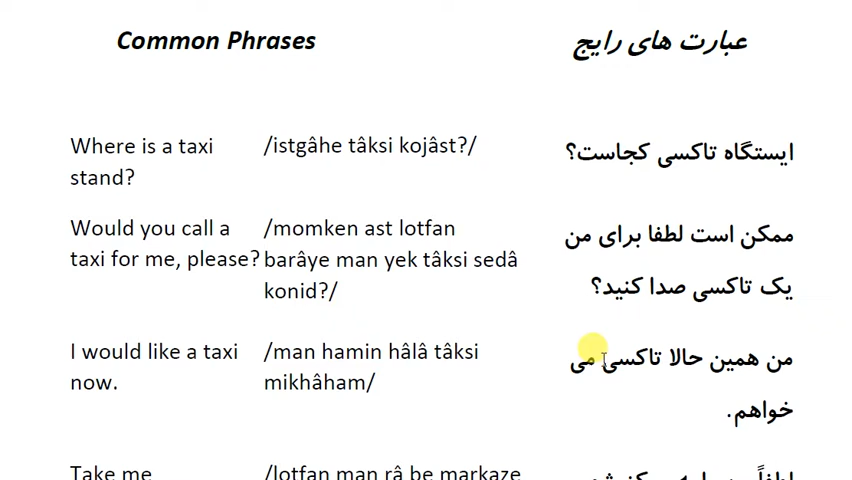 Common Phrases
عبارت های رایج
Where is a taxi
stand?
/istgâhe tâksi kojâst?/
ایستگاه تاکسی کجاست؟
Would you call a
taxi for me, please?
/momken ast lotfan
barâye man yek tâksi sedâ
konid?/
ممکن است لطفا برای من
یک تاکسی صدا کنید؟
I would like a taxi
now.
/man hamin hâlâ tâksi
mikhâham/
من همین حالا تاکسی می
خواهم.
Take me
/lotfan man râ be markaze